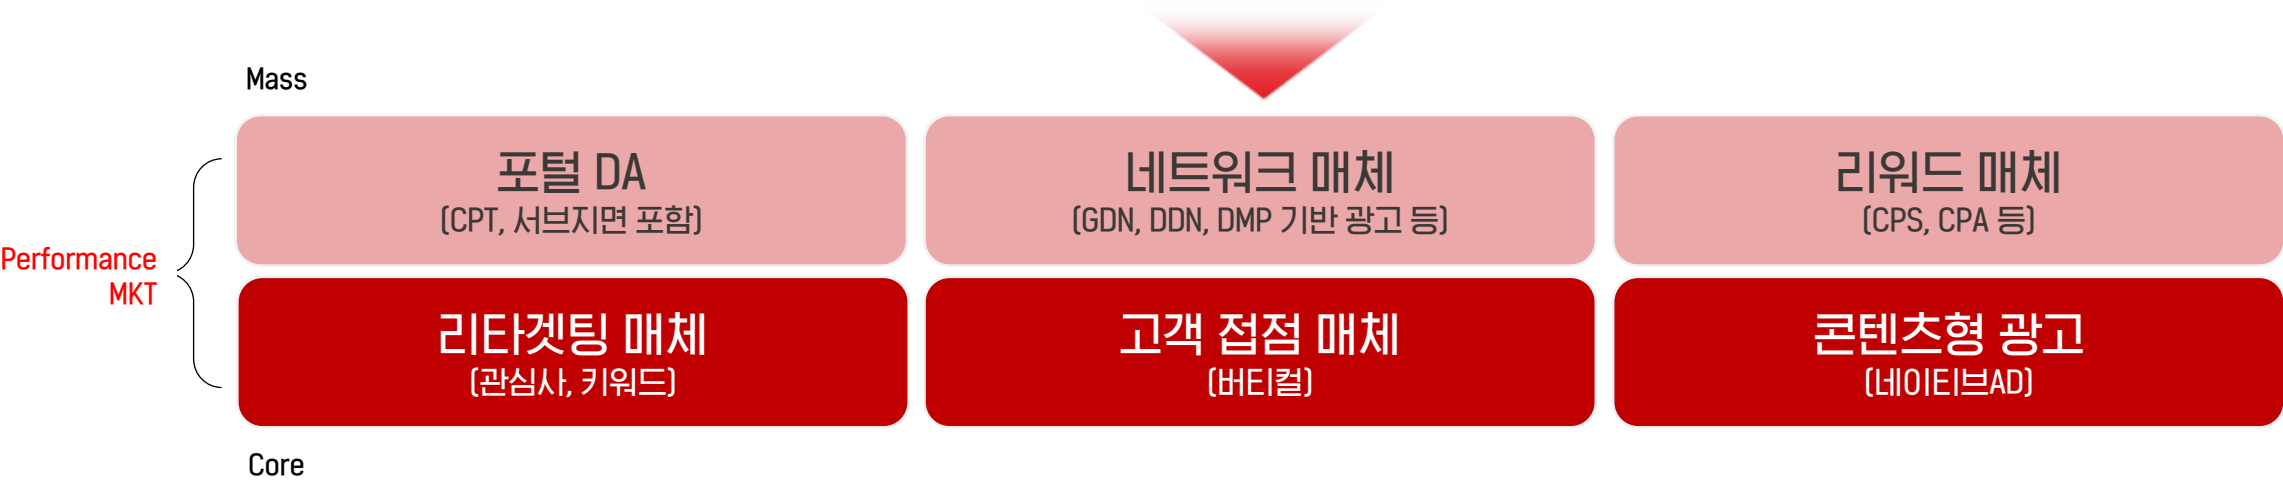 Mass
포털 DA
(CPT, 서브지면 포함)
네트워크 매체
(GDN, DDN, DMP 기반 광고 등)
리워드 매체
(CPS, CPA 등)
Performance
MKT
리타겟팅 매체
(관심사, 키워드)
고객 접점 매체
(버티컬)
콘텐츠형 광고
(네이티브AD)
Core